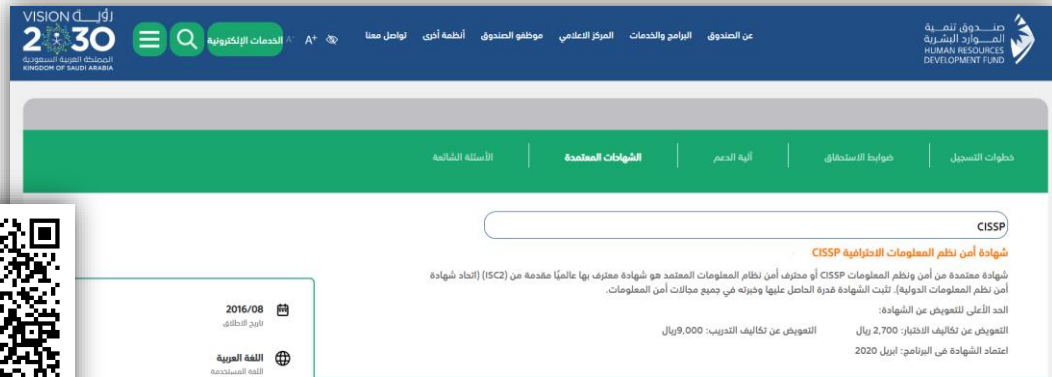 رؤيــة VISION
2030
المملكة العربية السعودية
KINGDOM OF SAUDI ARABIA
صنــدوق تنمــية
المــوارد البشـرية
HUMAN RESOURCES
DEVELOPMENT FUND
عن الصندوق
البرامج والخدمات
المركز الاعلامي
موظفو الصندوق
أنظمة أخرى
تواصل معنا
A+
A-
الخدمات الإلكترونية
خطوات التسجيل
ضوابط الاستحقاق
آلية الدعم
الشهادات المعتمدة
الأسئلة الشائعة
CISSP
شهادة أمن نظم المعلومات الاحترافية CISSP
شهادة معتمدة من أمن ونظم المعلومات CISSP أو محترف أمن نظام المعلومات المعتمد هو شهادة معترف بها عالميًا مقدمة من (ISC2) (اتحاد شهادة
أمن نظم المعلومات الدولية). تثبت الشهادة قدرة الحاصل عليها وخبرته في جميع مجالات أمن المعلومات.
الحد الأعلى للتعويض عن الشهادة:
التعويض عن تكاليف الاختبار: 2,700 ريال التعويض عن تكاليف التدريب: 9,000ريال
اعتماد الشهادة في البرنامج: ابريل 2020
2016/08
تاريخ الاطلاق
اللغة العربية
اللغة المستخدمة